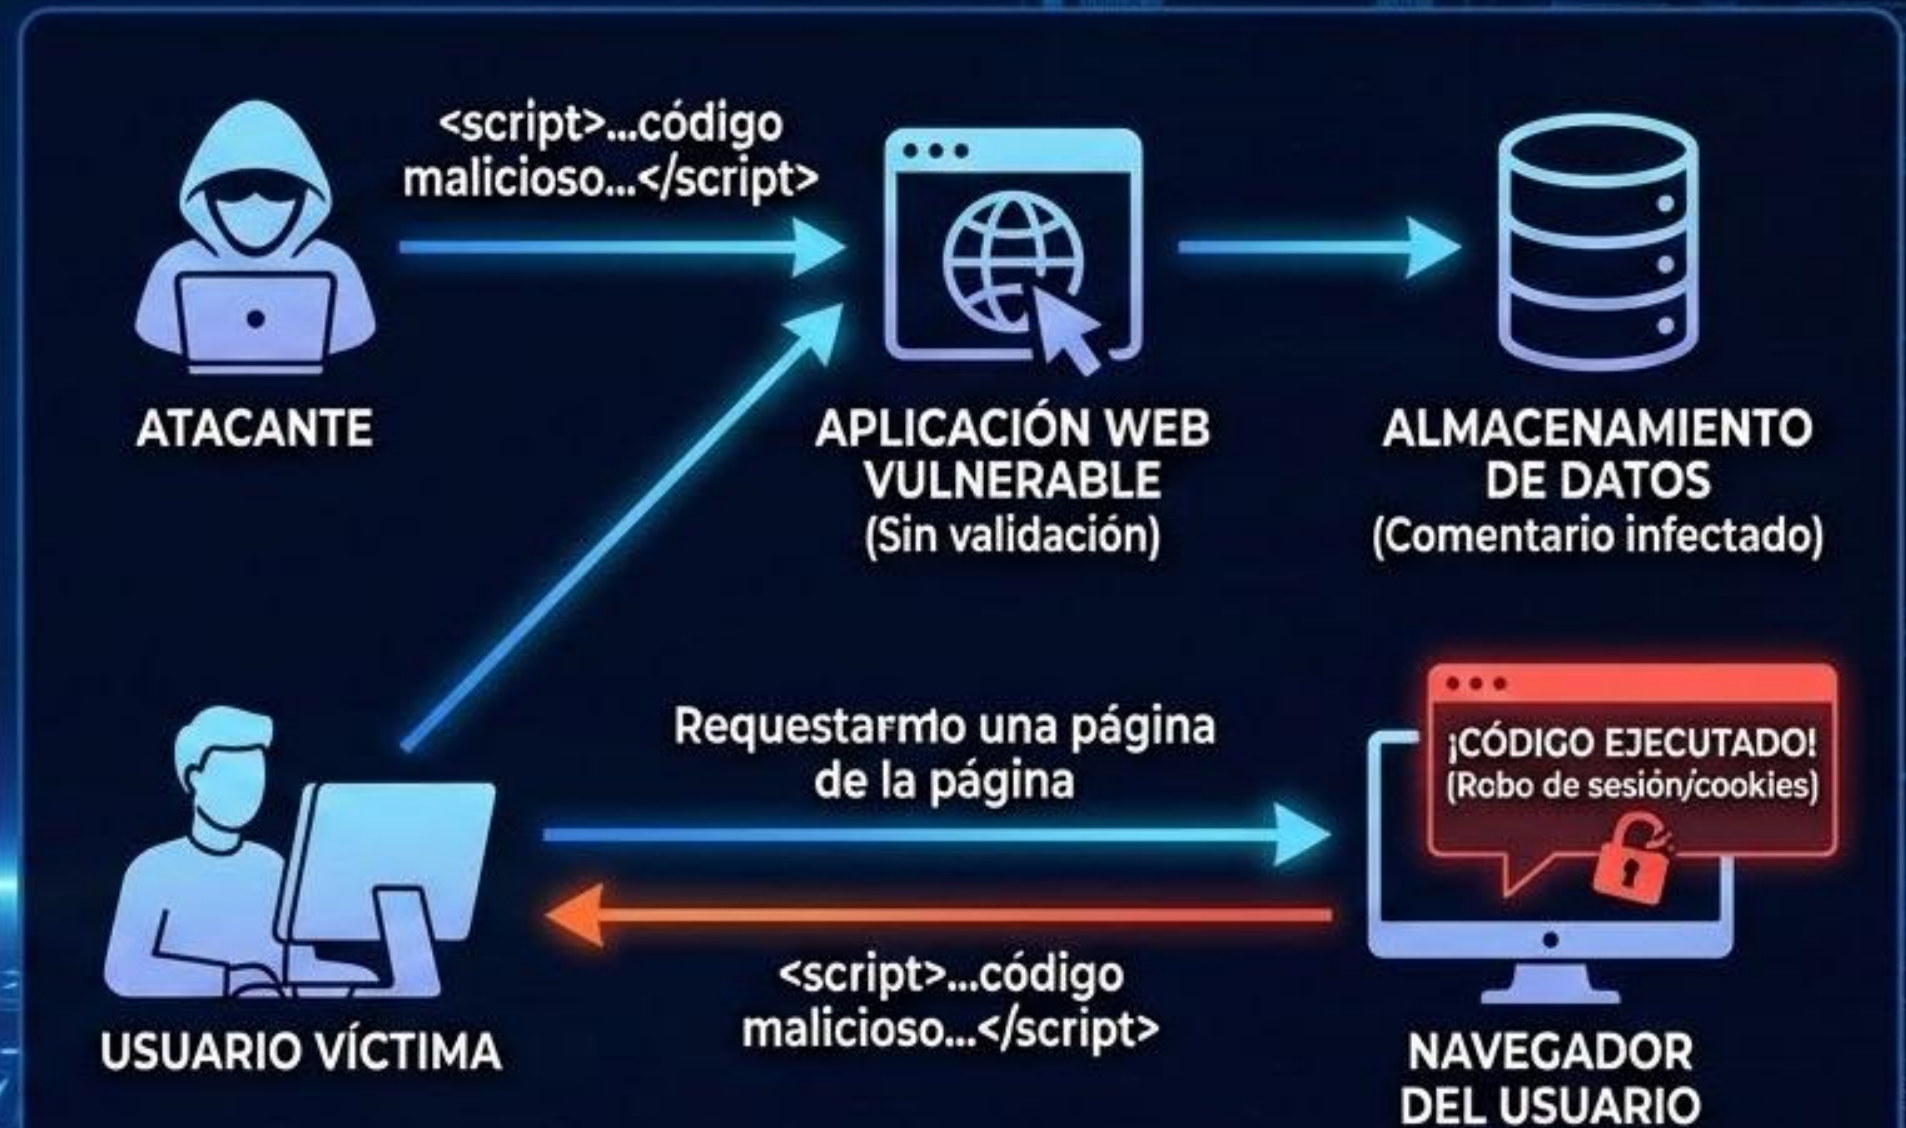 <script>...código
malicioso...</script>
ATACANTE
APLICACIÓN WEB
VULNERABLE
(Sin validación)
ALMACENAMIENTO
DE DATOS
(Comentario infectado)
Requestarmo una página
de la página
¡CÓDIGO EJECUTADO!
(Robo de sesión/cookies)
<script>...código
malicioso...</script>
USUARIO VÍCTIMA
NAVEGADOR
DEL USUARIO